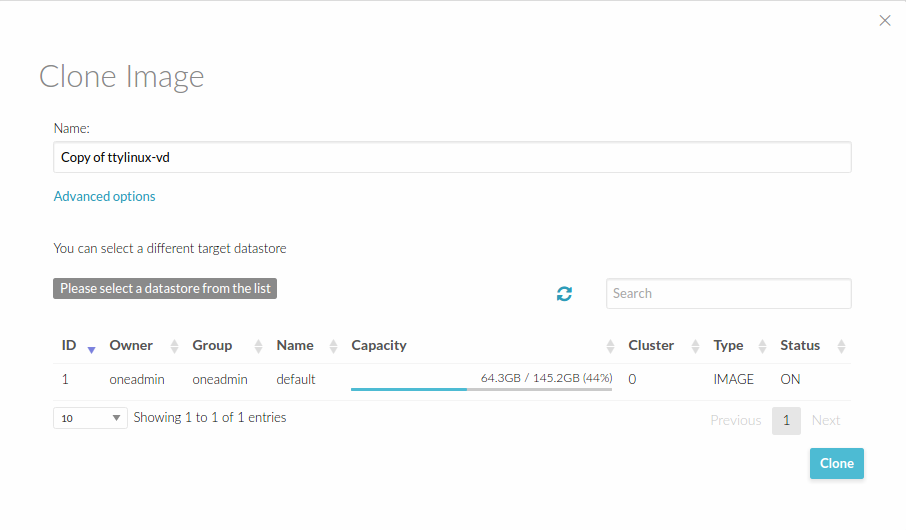 Clone Image
Name:
Copy of ttylinux-vd
Advanced options
You can select a different target datastore
Please select a datastore from the list
Search
ID Owner Group Name Capacity Cluster Type Status
1 oneadmin oneadmin default 64.3GB / 145.2GB (44%) 0 IMAGE ON
10 Showing 1 to 1 of 1 entries Previous 1 Next
Clone